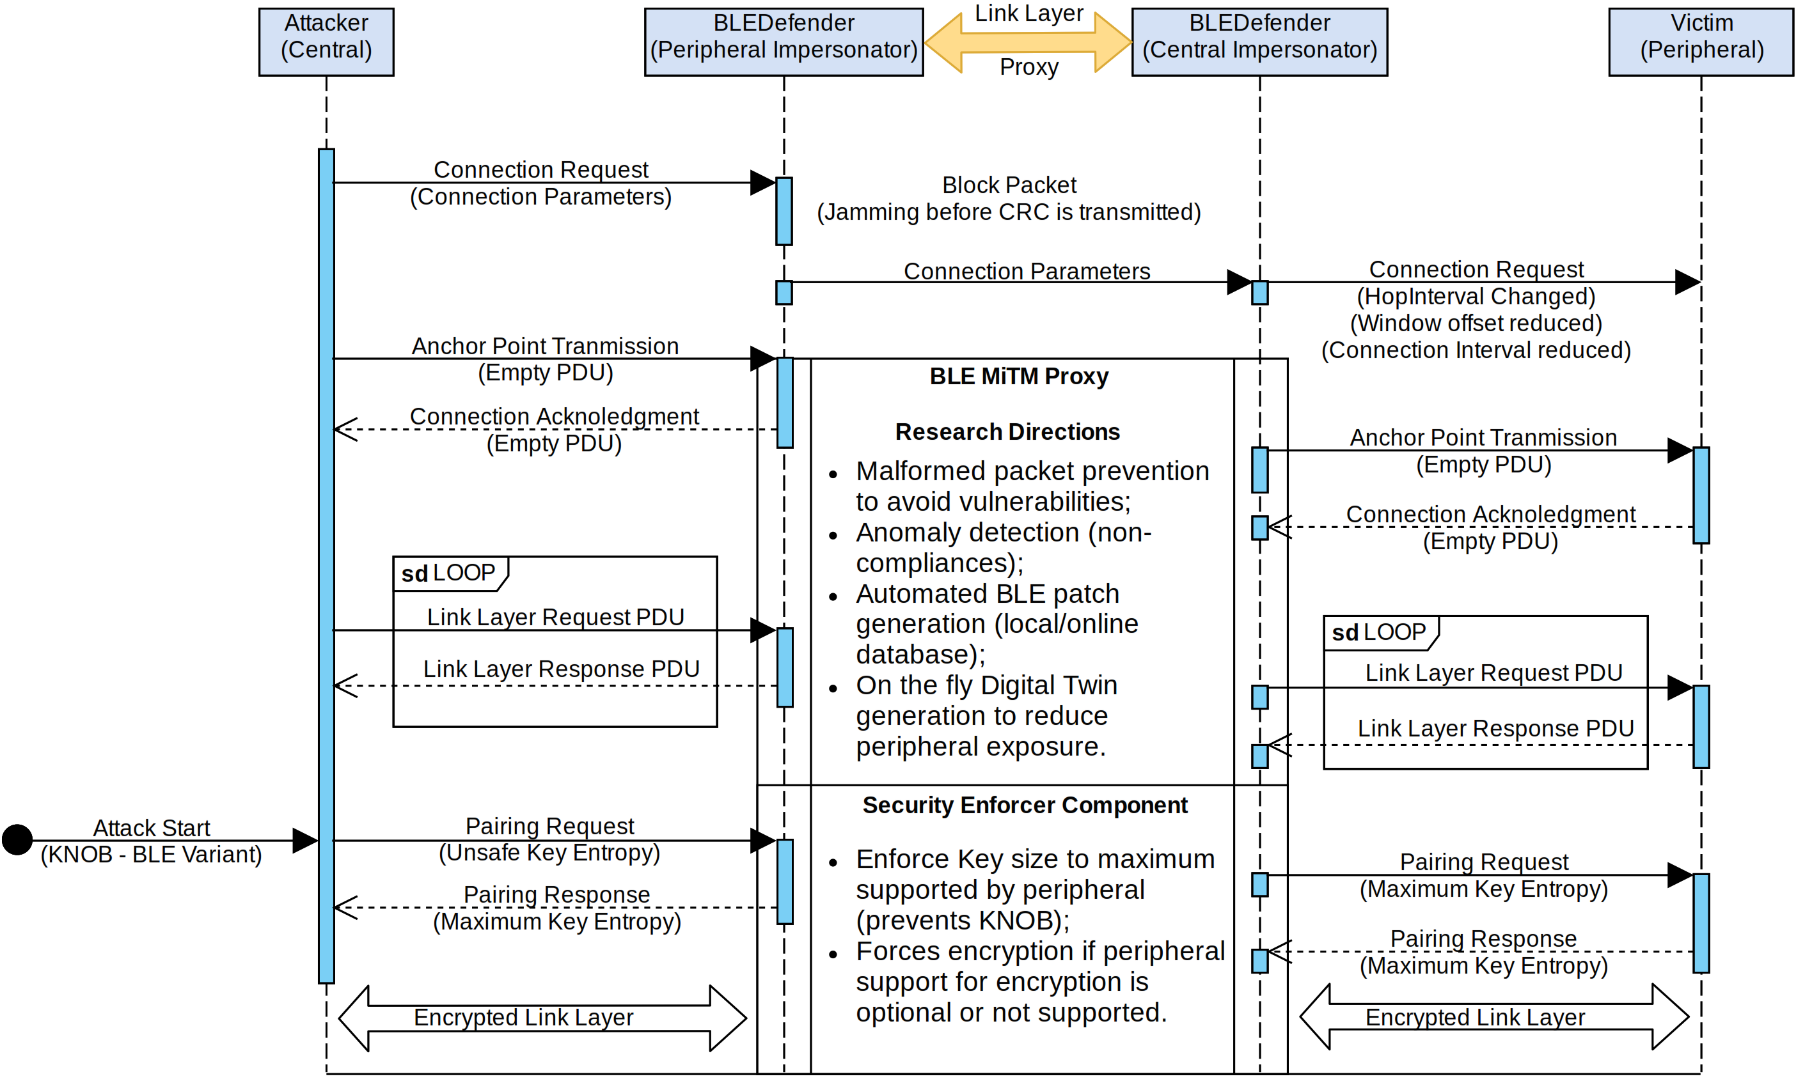 Attacker
(Central)
BLEDefender
(Peripheral Impersonator)
Link Layer
Proxy
BLEDefender
(Central Impersonator)
Victim
(Peripheral)
Connection Request
(Connection Parameters)
Block Packet
(Jamming before CRC is transmitted)
Connection Parameters
Connection Request
(HopInterval Changed)
(Window offset reduced)
(Connection Interval reduced)
Anchor Point Tranmission
(Empty PDU)
Connection Acknoledgment
(Empty PDU)
BLE MiTM Proxy
Research Directions
• Malformed packet prevention
to avoid vulnerabilities;
• Anomaly detection (non-
compliances);
• Automated BLE patch
generation (local/online
database);
• On the fly Digital Twin
generation to reduce
peripheral exposure.
Anchor Point Tranmission
(Empty PDU)
Connection Acknoledgment
(Empty PDU)
sd LOOP
Link Layer Request PDU
Link Layer Response PDU
sd LOOP
Link Layer Request PDU
Link Layer Response PDU
Attack Start
(KNOB - BLE Variant)
Pairing Request
(Unsafe Key Entropy)
Pairing Response
(Maximum Key Entropy)
Security Enforcer Component
• Enforce Key size to maximum
supported by peripheral
(prevents KNOB);
• Forces encryption if peripheral
support for encryption is
optional or not supported.
Pairing Request
(Maximum Key Entropy)
Pairing Response
(Maximum Key Entropy)
Encrypted Link Layer
Encrypted Link Layer